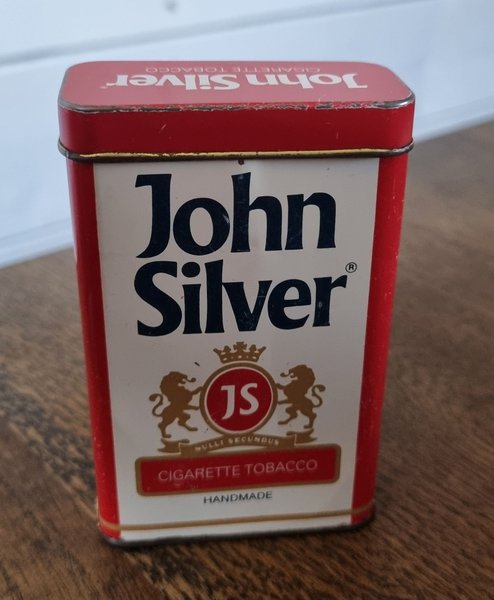 John Silver
CIGARETTE TOBACCO
John
Silver®
JS
NULLI SECUNDUS
CIGARETTE TOBACCO
HANDMADE